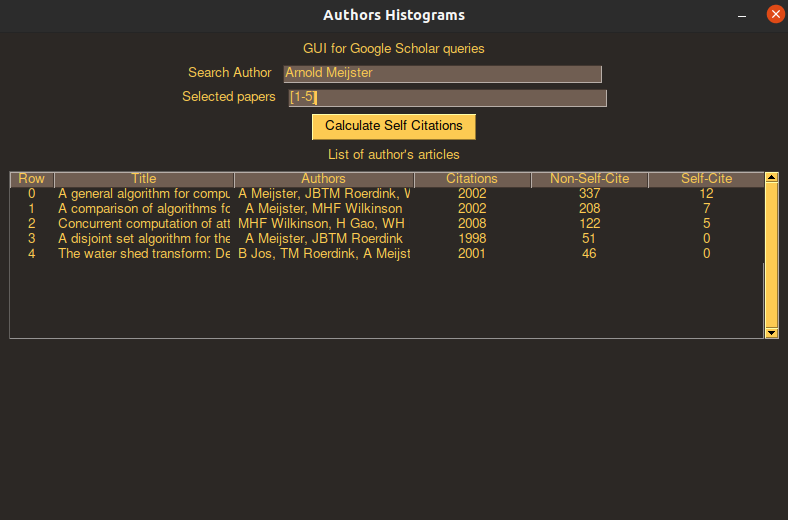 Authors Histograms
GUI for Google Scholar queries
Search Author Arnold Meijster
Selected papers [1-5]
Calculate Self Citations
List of author's articles
Row Title Authors Citations Non-Self-Cite Self-Cite
0 A general algorithm for compu A Meijster, JBTM Roerdink, W 2002 337 12
1 A comparison of algorithms fo A Meijster, MHF Wilkinson 2002 208 7
2 Concurrent computation of att MHF Wilkinson, H Gao, WH 2008 122 5
3 A disjoint set algorithm for the A Meijster, JBTM Roerdink 1998 51 0
4 The water shed transform: De B Jos, TM Roerdink, A Meijst 2001 46 0